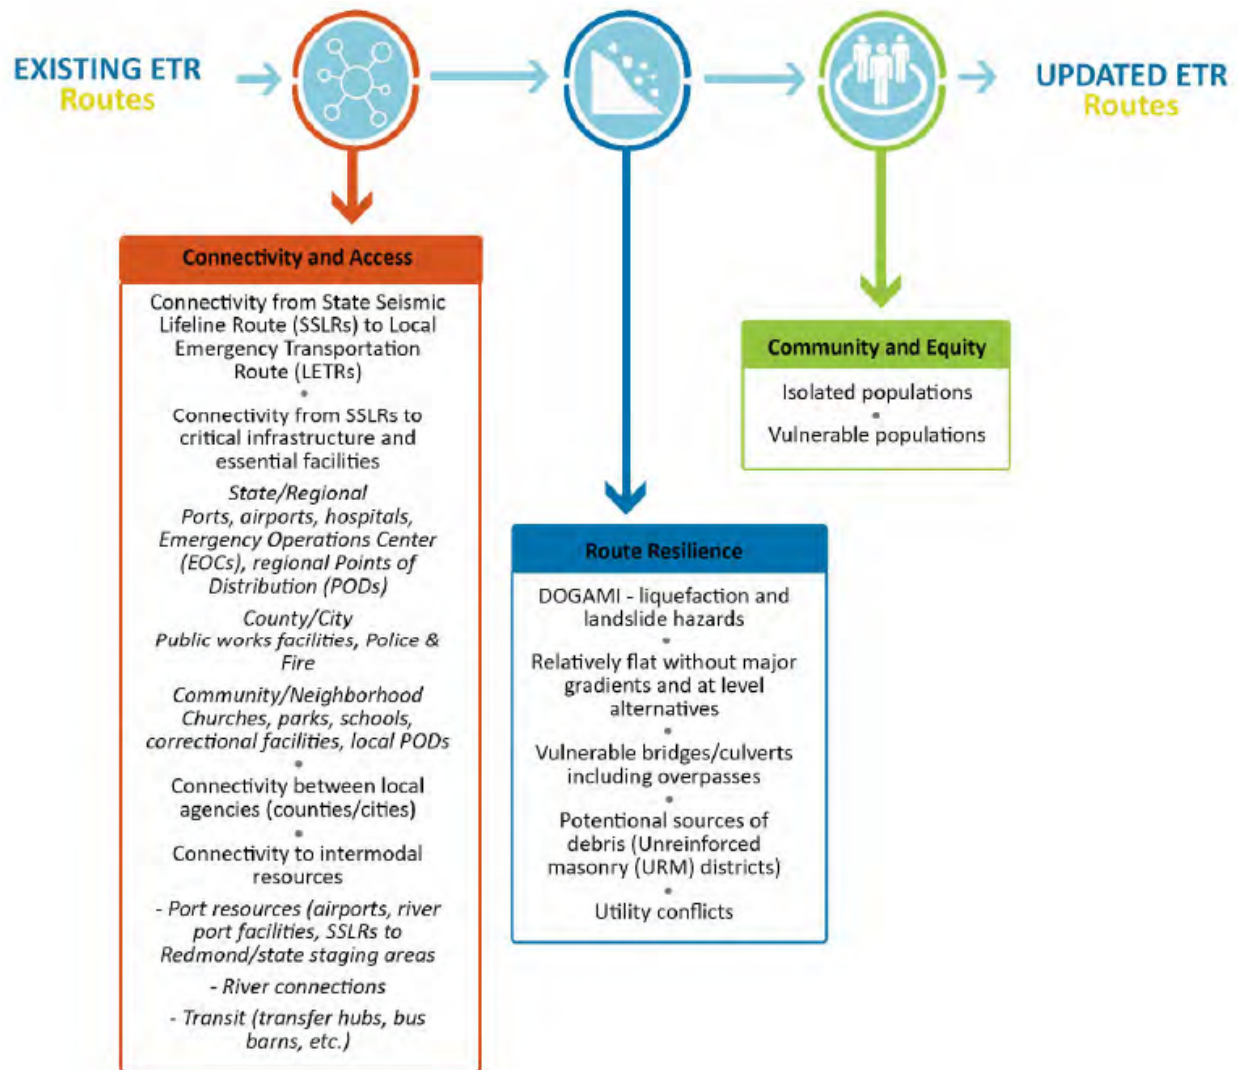 EXISTING ETR
Routes
UPDATED ETR
Routes
Connectivity and Access
Connectivity from State Seismic
Lifeline Route (SSLRs) to Local
Emergency Transportation
Route (LETRs)
•
Connectivity from SSLRs to
critical infrastructure and
essential facilities
State/Regional
Ports, airports, hospitals,
Emergency Operations Center
(EOCs), regional Points of
Distribution (PODs)
County/City
Public works facilities, Police &
Fire
Community/Neighborhood
Churches, parks, schools,
correctional facilities, local PODs
•
Connectivity between local
agencies (counties/cities)
•
Connectivity to intermodal
resources
- Port resources (airports, river
port facilities, SSLRs to
Redmond/state staging areas
- River connections
- Transit (transfer hubs, bus
barns, etc.)
Route Resilience
DOGAMI - liquefaction and
landslide hazards
•
Relatively flat without major
gradients and at level
alternatives
•
Vulnerable bridges/culverts
including overpasses
•
Potentional sources of
debris (Unreinforced
masonry (URM) districts)
•
Utility conflicts
Community and Equity
Isolated populations
•
Vulnerable populations